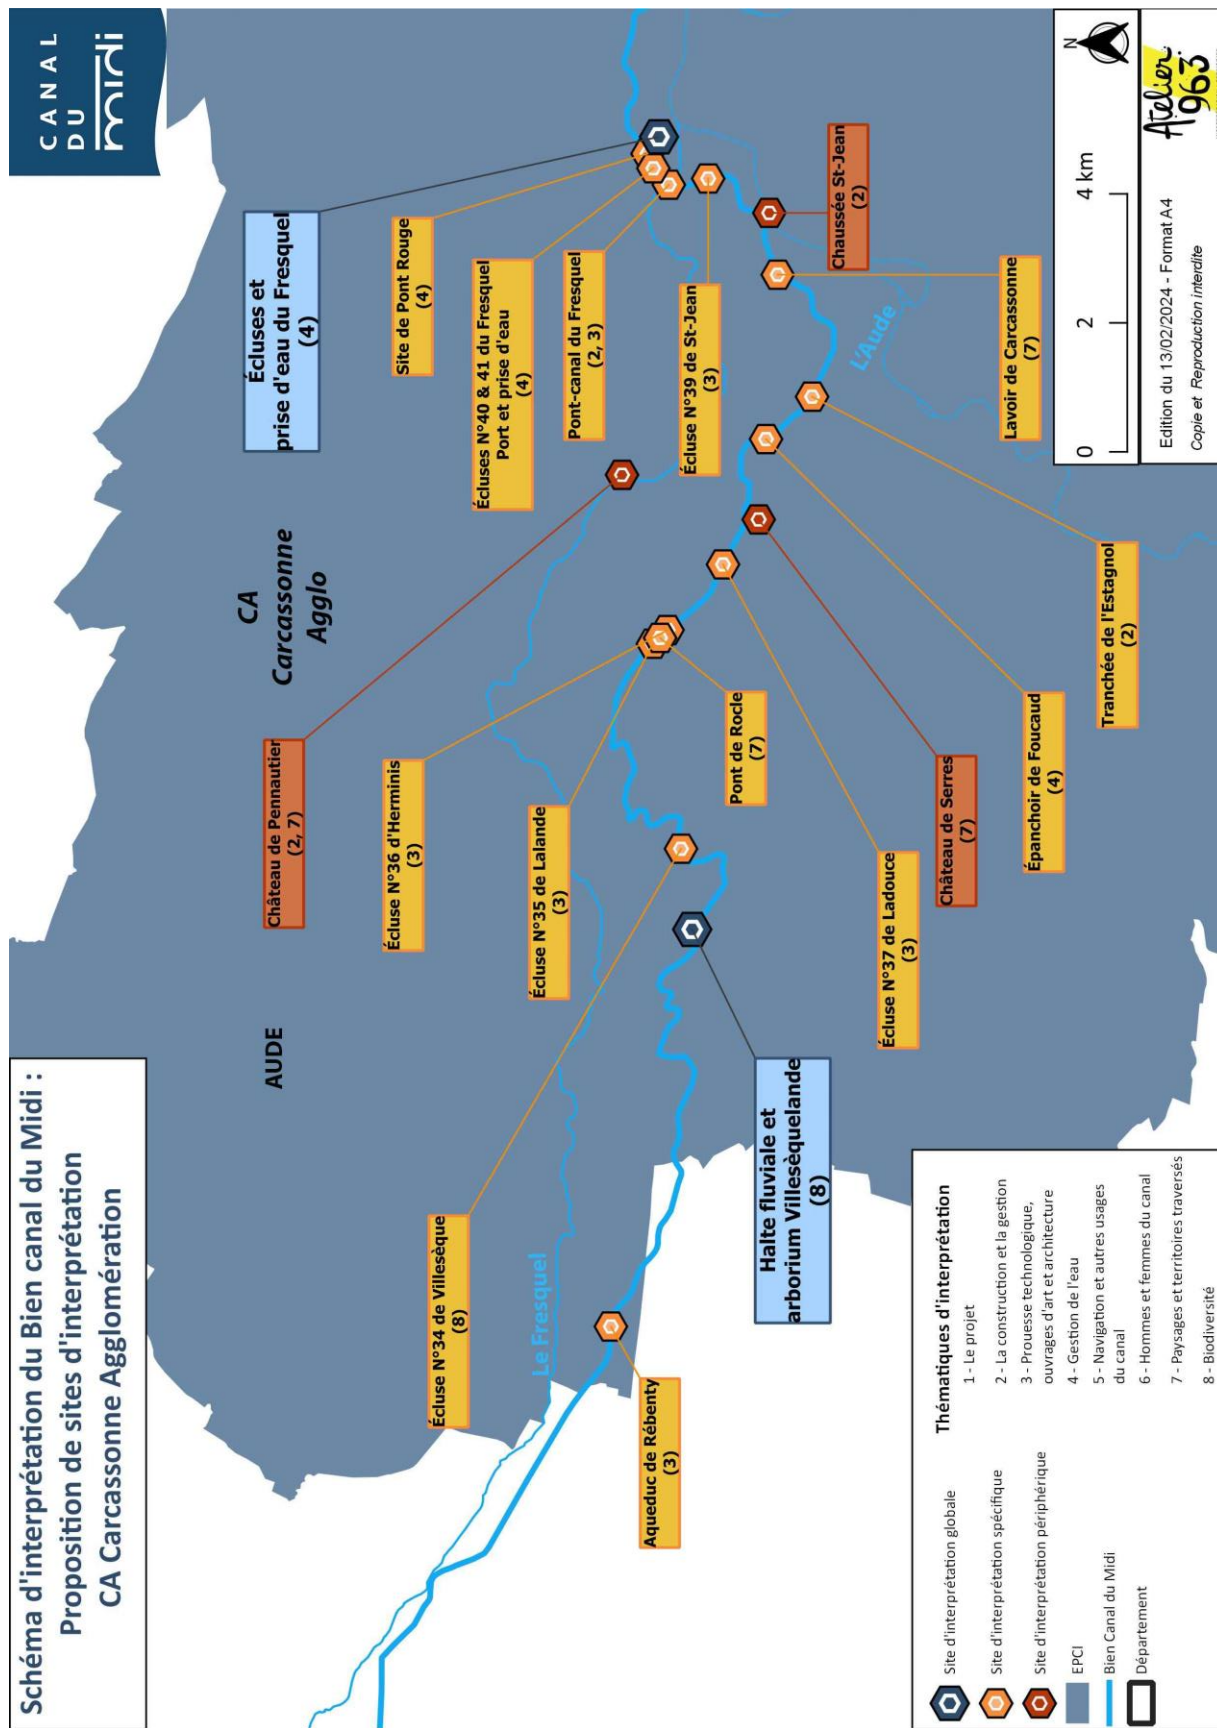 Schéma d'interprétation du Bien canal du Midi :
Proposition de sites d'interprétation
CA Carcassonne Agglomération
CANAL
DU
midi
AUDE
CA
Carcassonne
Agglo
Écluses et
prise d'eau du Fresquel
(4)
Château de Pennautier
(2, 7)
Site de Pont Rouge
(4)
Écluse N°36 d'Herminis
(3)
Écluses N°40 & 41 du Fresquel
Port et prise d'eau
(4)
Écluse N°34 de Villesèque
(8)
Écluse N°35 de Lalande
(3)
Pont-canal du Fresquel
(2, 3)
Le Fresquel
Aqueduc de Rébenty
(3)
Écluse N°39 de St-Jean
(3)
Pont de Rocle
(7)
Halte fluviale et
arborium Villesèquelande
(8)
Chaussée St-Jean
(2)
L'Aude
Écluse N°37 de Ladouce
(3)
Château de Serres
(7)
Lavoir de Carcassonne
(7)
Épanchoir de Foucaud
(4)
Tranchée de l'Estagnol
(2)
Site d'interprétation globale
Site d'interprétation spécifique
Site d'interprétation périphérique
EPCI
Bien Canal du Midi
Département
Thématiques d'interprétation
1 - Le projet
2 - La construction et la gestion
3 - Prouesse technologique,
ouvrages d'art et architecture
4 - Gestion de l'eau
5 - Navigation et autres usages
du canal
6 - Hommes et femmes du canal
7 - Paysages et territoires traversés
8 - Biodiversité
N
0 2 4 km
Edition du 13/02/2024 - Format A4
Copie et Reproduction interdite
Atelier
963